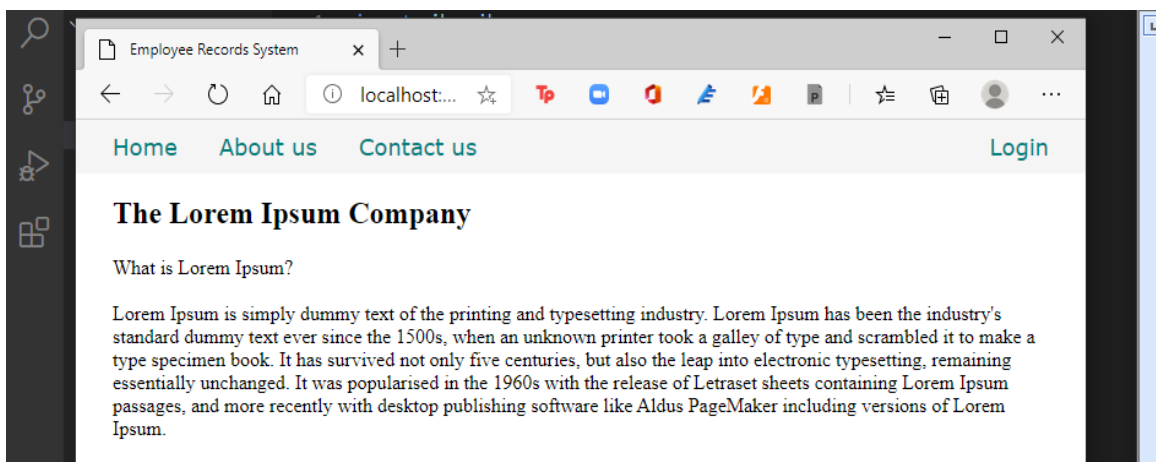 Employee Records System
localhost:...
Home About us Contact us Login
The Lorem Ipsum Company
What is Lorem Ipsum?
Lorem Ipsum is simply dummy text of the printing and typesetting industry. Lorem Ipsum has been the industry's
standard dummy text ever since the 1500s, when an unknown printer took a galley of type and scrambled it to make a
type specimen book. It has survived not only five centuries, but also the leap into electronic typesetting, remaining
essentially unchanged. It was popularised in the 1960s with the release of Letraset sheets containing Lorem Ipsum
passages, and more recently with desktop publishing software like Aldus PageMaker including versions of Lorem
Ipsum.